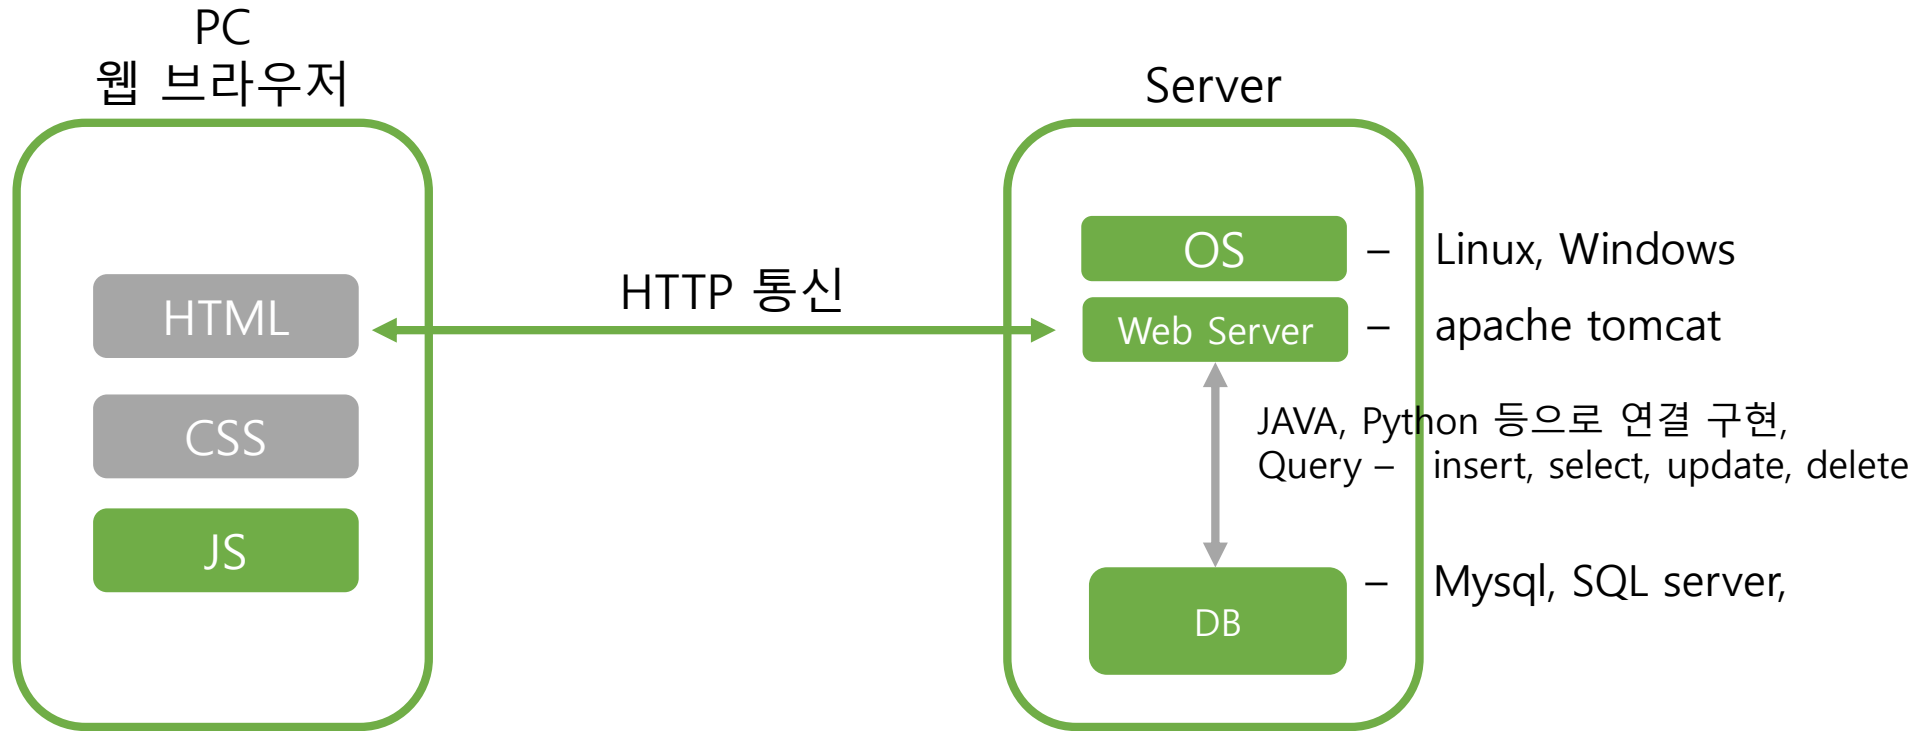 PC
웹 브라우저
HTML
CSS
JS
HTTP 통신
Server
OS – Linux, Windows
Web Server – apache tomcat
JAVA, Python 등으로 연결 구현,
Query – insert, select, update, delete
DB – Mysql, SQL server,